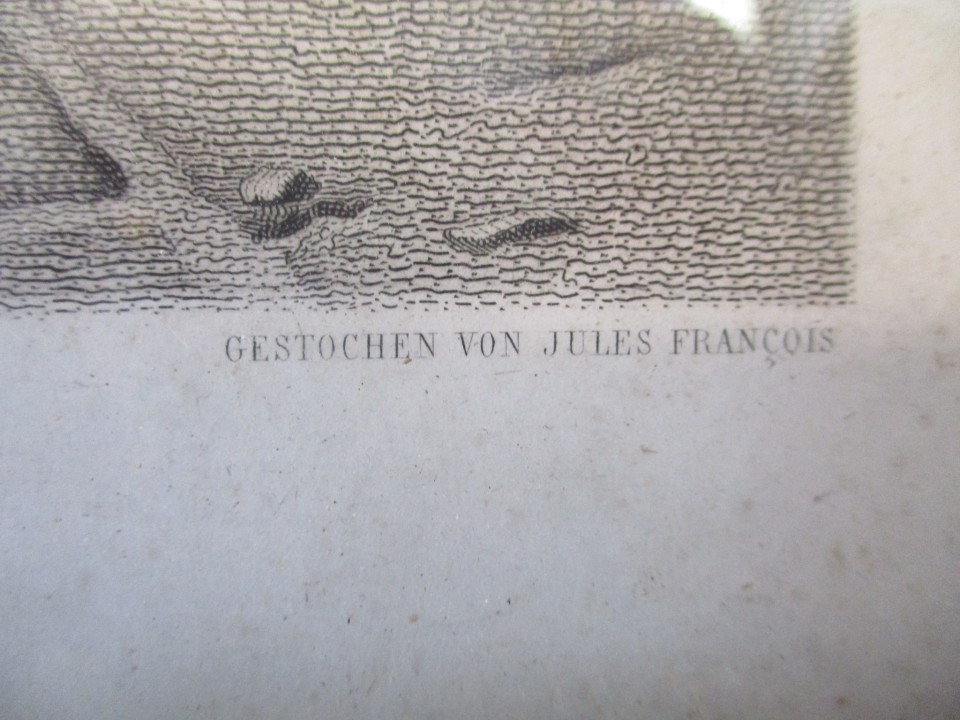 GESTOCHEN VON JULES FRANÇOIS